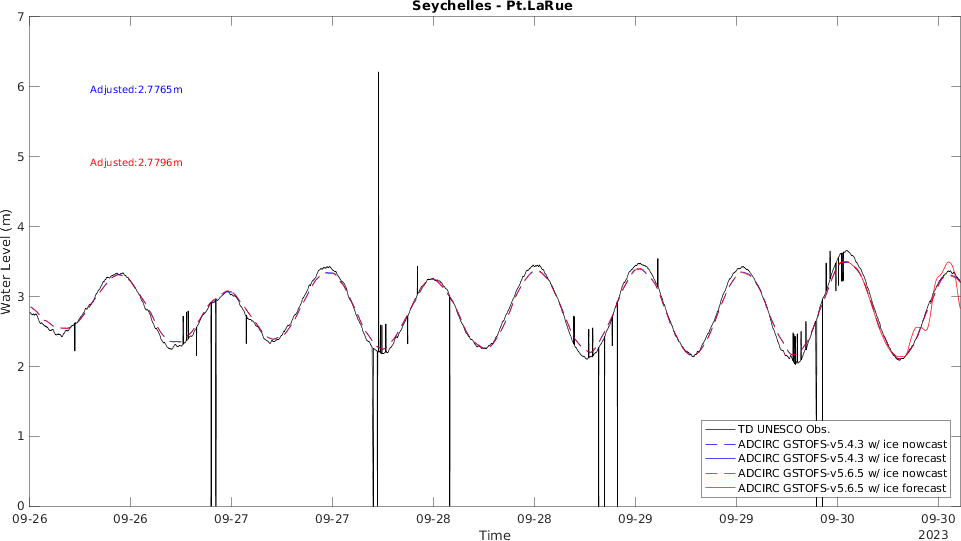 Seychelles - Pt.LaRue
7
6
5
4
3
2
1
0
Water Level (m)
Adjusted:2.7765m
Adjusted:2.7796m
TD UNESCO Obs.
ADCIRC GSTOFS-v5.4.3 w/ ice nowcast
ADCIRC GSTOFS-v5.4.3 w/ ice forecast
ADCIRC GSTOFS-v5.6.5 w/ ice nowcast
ADCIRC GSTOFS-v5.6.5 w/ ice forecast
09-26 09-26 09-27 09-27 09-28 09-28 09-29 09-29 09-30 09-30
Time
2023